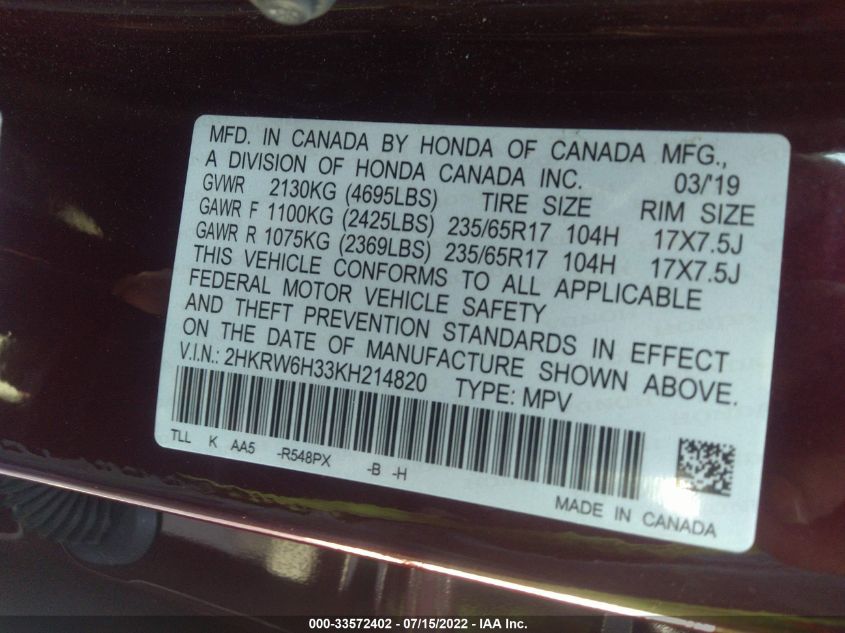 MFD. IN CANADA BY HONDA OF CANADA MFG.,
A DIVISION OF HONDA CANADA INC. 03/'19
GVWR 2130KG (4695LBS) TIRE SIZE RIM SIZE
GAWR F 1100KG (2425LBS) 235/65R17 104H 17X7.5J
GAWR R 1075KG (2369LBS) 235/65R17 104H 17X7.5J
THIS VEHICLE CONFORMS TO ALL APPLICABLE
FEDERAL MOTOR VEHICLE SAFETY
AND THEFT PREVENTION STANDARDS IN EFFECT
ON THE DATE OF MANUFACTURE SHOWN ABOVE.
V.I.N.: 2HKRW6H33KH214820 TYPE: MPV
TLL K AA5 -R548PX -B -H
MADE IN CANADA
000-33572402 - 07/15/2022 - IAA Inc.